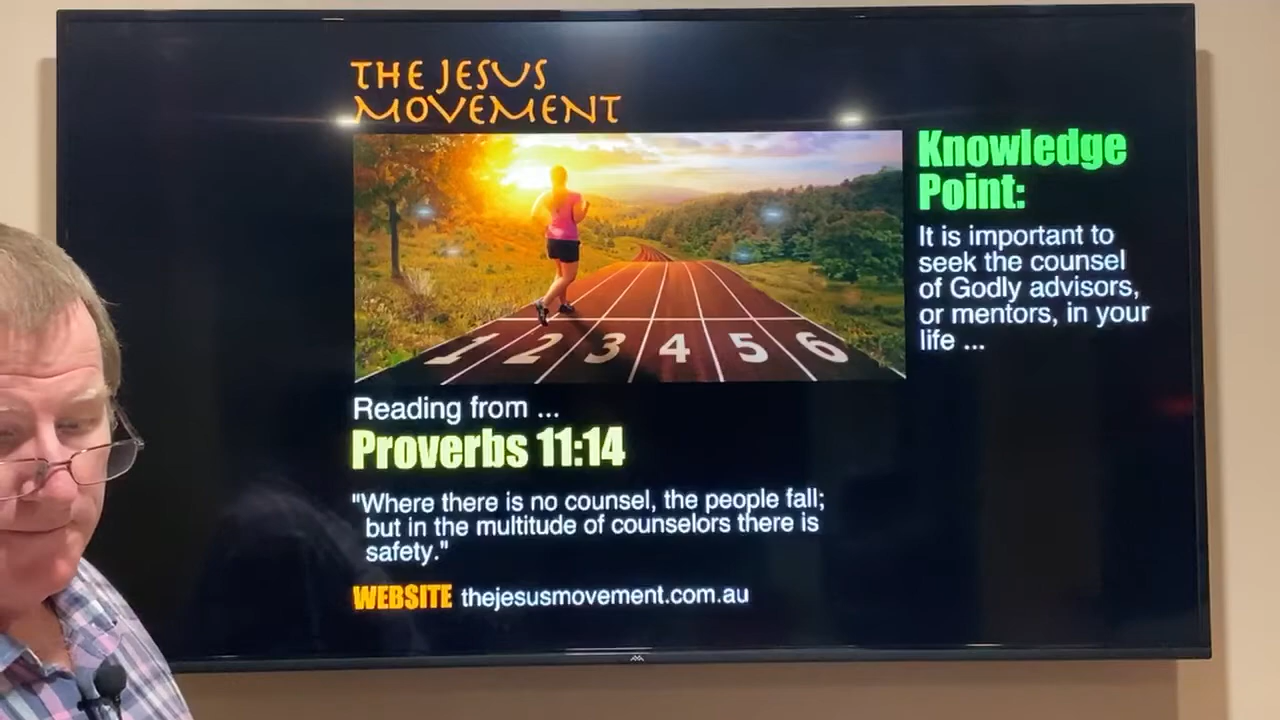 THE JESUS
MOVEMENT
1 2 3 4 5 6
Knowledge
Point:
It is important to
seek the counsel
of Godly advisors,
or mentors, in your
life ...
Reading from ...
Proverbs 11:14
"Where there is no counsel, the people fall;
but in the multitude of counselors there is
safety."
WEBSITE thejesusmovement.com.au